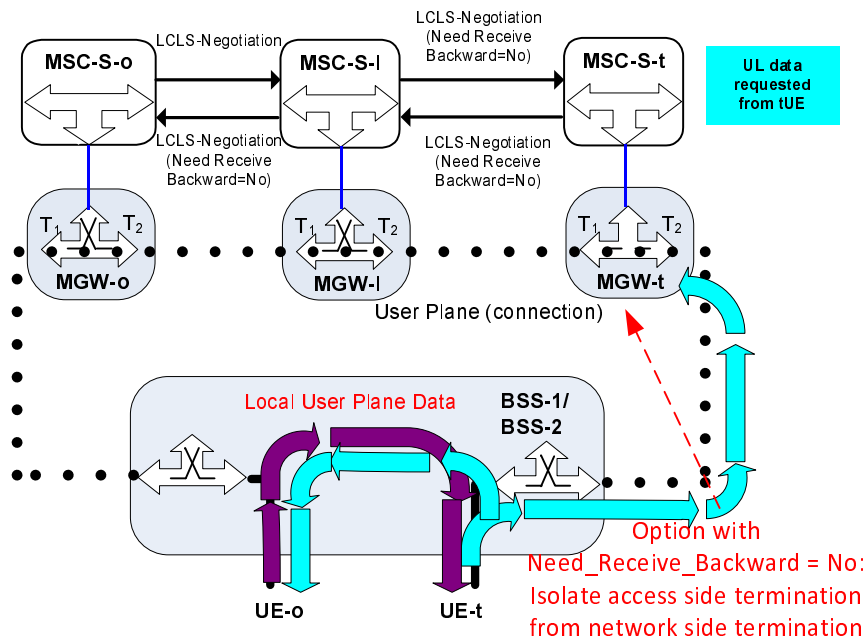 LCLS-Negotiation
LCLS-Negotiation
(Need Receive
Backward=No)
MSC-S-o
MSC-S-I
MSC-S-t
UL data
requested
from tUE
LCLS-Negotiation
(Need Receive
Backward=No)
LCLS-Negotiation
(Need Receive
Backward=No)
T1
T2
T1
T2
T1
T2
MGW-o
MGW-I
MGW-t
User Plane (connection)
Local User Plane Data
BSS-1/
BSS-2
Option with
Need_Receive_Backward = No:
Isolate access side termination
from network side termination
UE-o
UE-t